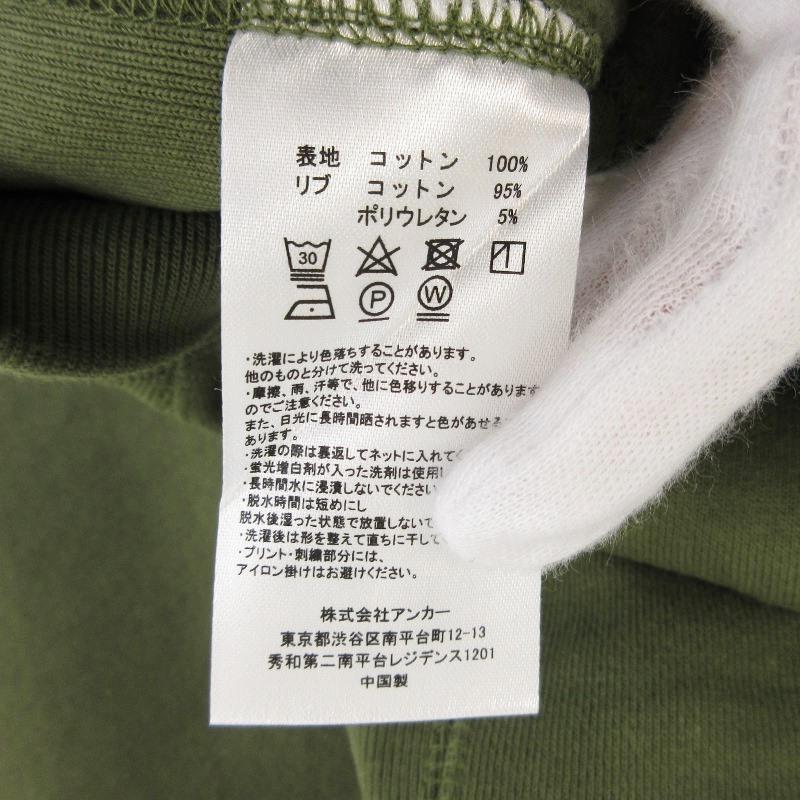 表地 コットン 100%
リブ コットン 95%
ポリウレタン 5%
30
P W
・洗濯により色落ちすることがあります。
他のものと分けて洗ってください。
・摩擦、雨、汗等で、他に色移りすることがあります
のでご注意ください。
また、日光に長時間晒されますと色があせる
あります。
・洗濯の際は裏返してネットに入れてく
・蛍光増白剤が入った洗剤は使用し
・長時間水に浸漬しないでください
・脱水時間は短めにし
脱水後湿った状態で放置しないで
・洗濯後は形を整えて直ちに干して
・プリント・刺繍部分には、
アイロン掛けはお避けください。
株式会社アンカー
東京都渋谷区南平台町12-13
秀和第二南平台レジデンス1201
中国製